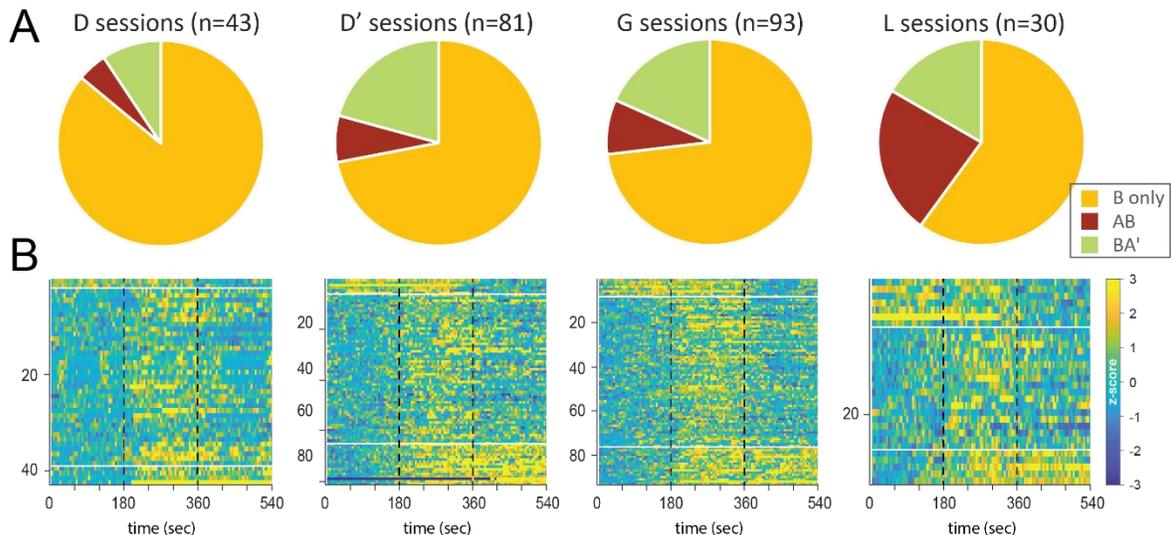 A
D sessions (n=43)
D’ sessions (n=81)
G sessions (n=93)
L sessions (n=30)
B only
AB
BA'
B
20
40
0
180
360
540
time (sec)
20
40
60
80
0
180
360
540
time (sec)
20
40
60
80
0
180
360
540
time (sec)
20
0
180
360
540
time (sec)
3
2
1
0
-1
-2
-3
z-score